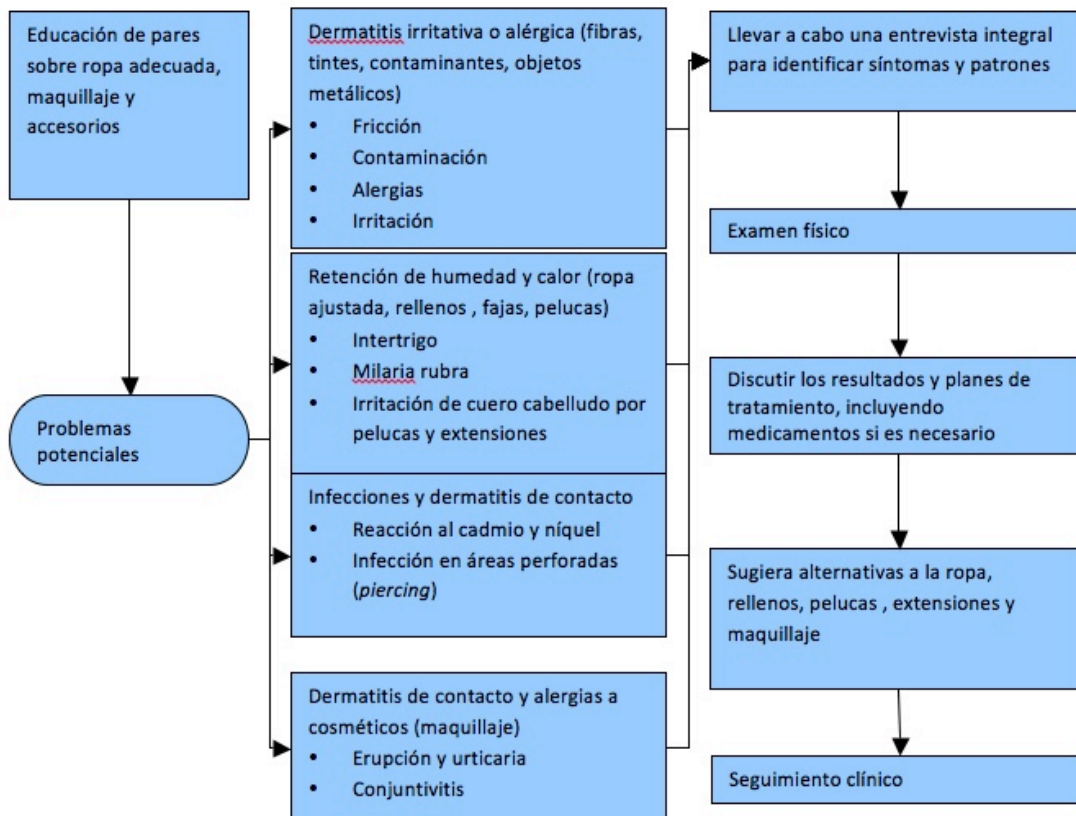 Educación de pares
sobre ropa adecuada,
maquillaje y
accesorios
Problemas
potenciales
Dermatitis irritativa o alérgica (fibras,
tintes, contaminantes, objetos
metálicos)
• Fricción
• Contaminación
• Alergias
• Irritación
Retención de humedad y calor (ropa
ajustada, rellenos , fajas, pelucas)
• Intertrigo
• Milaria rubra
• Irritación de cuero cabelludo por
pelucas y extensiones
Infecciones y dermatitis de contacto
• Reacción al cadmio y níquel
• Infección en áreas perforadas
(piercing)
Dermatitis de contacto y alergias a
cosméticos (maquillaje)
• Erupción y urticaria
• Conjuntivitis
Llevar a cabo una entrevista integral
para identificar síntomas y patrones
Examen físico
Discutir los resultados y planes de
tratamiento, incluyendo
medicamentos si es necesario
Sugiera alternativas a la ropa,
rellenos, pelucas , extensiones y
maquillaje
Seguimiento clínico